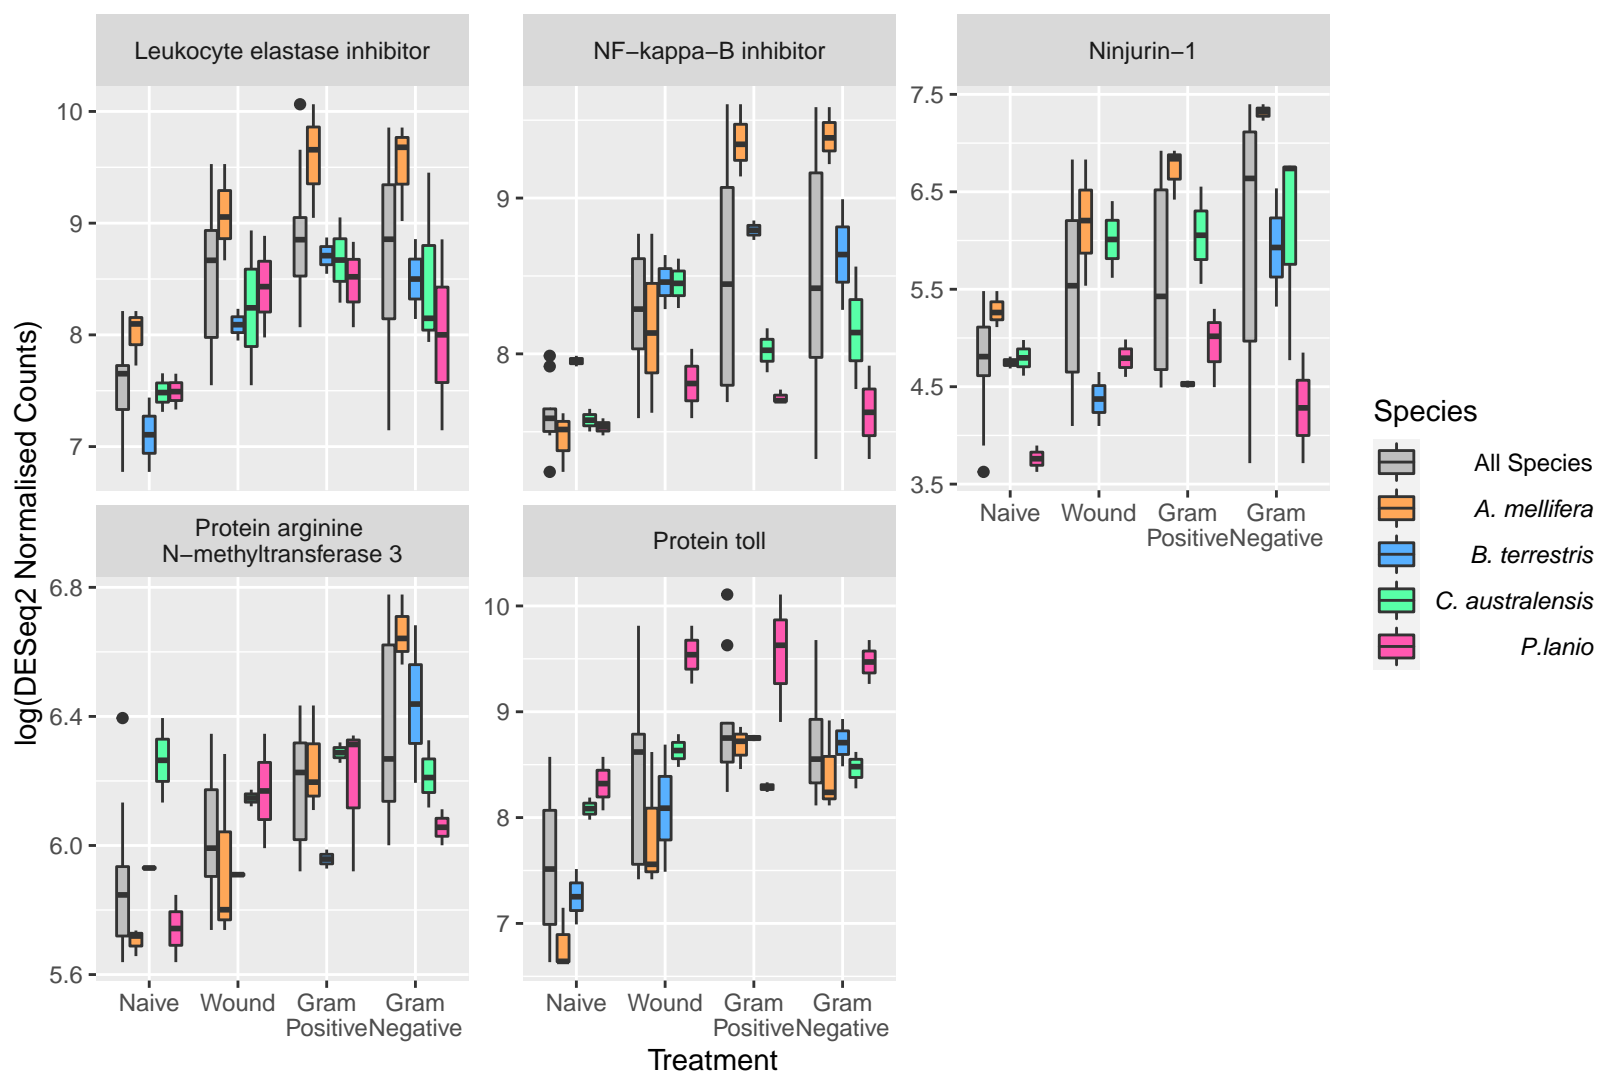 Leukocyte elastase inhibitor
NF−kappa−B inhibitor
Ninjurin−1
10
9
8
7
9
8
7.5
6.5
5.5
4.5
3.5
Naive Wound Gram Positive Gram Negative
Protein arginine
N−methyltransferase 3
Protein toll
6.8
6.4
6.0
5.6
10
9
8
7
Naive Wound Gram Positive Gram Negative
Naive Wound Gram Positive Gram Negative
Treatment
log(DESeq2 Normalised Counts)
Species
All Species
A. mellifera
B. terrestris
C. australensis
P.lanio